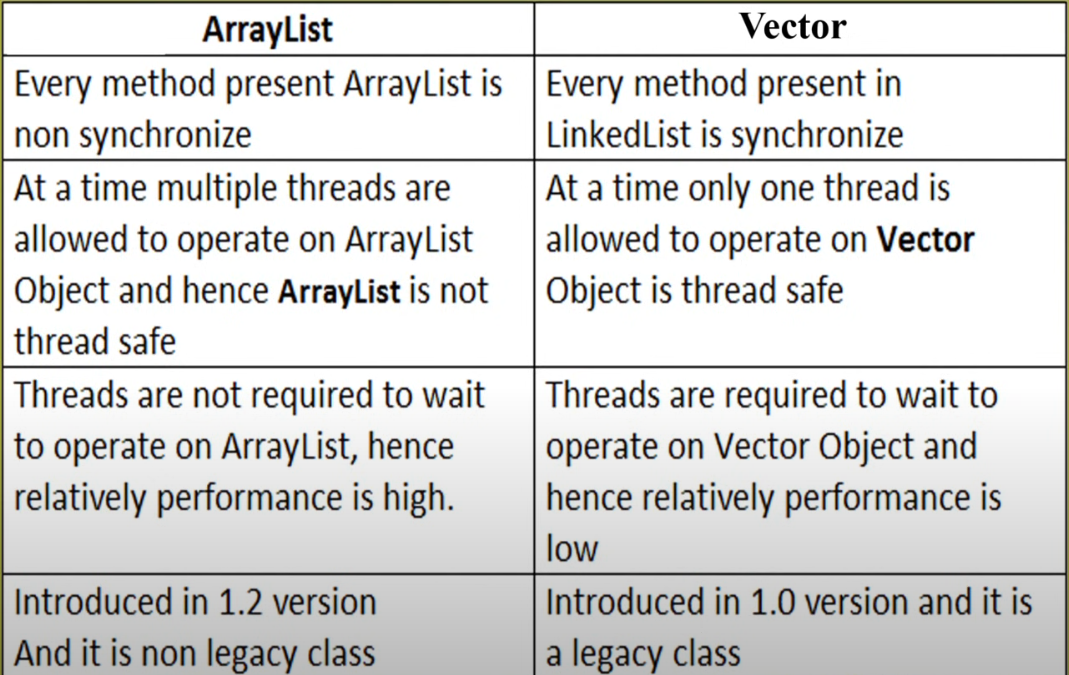 ArrayList
Vector
Every method present ArrayList is
non synchronize
Every method present in
LinkedList is synchronize
At a time multiple threads are
allowed to operate on ArrayList
Object and hence ArrayList is not
thread safe
At a time only one thread is
allowed to operate on Vector
Object is thread safe
Threads are not required to wait
to operate on ArrayList, hence
relatively performance is high.
Threads are required to wait to
operate on Vector Object and
hence relatively performance is
low
Introduced in 1.2 version
And it is non legacy class
Introduced in 1.0 version and it is
a legacy class